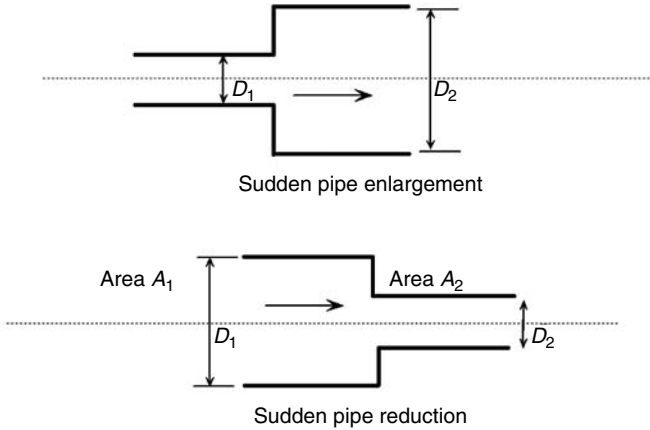 D1
D2
Sudden pipe enlargement
Area A1
Area A2
D1
D2
Sudden pipe reduction